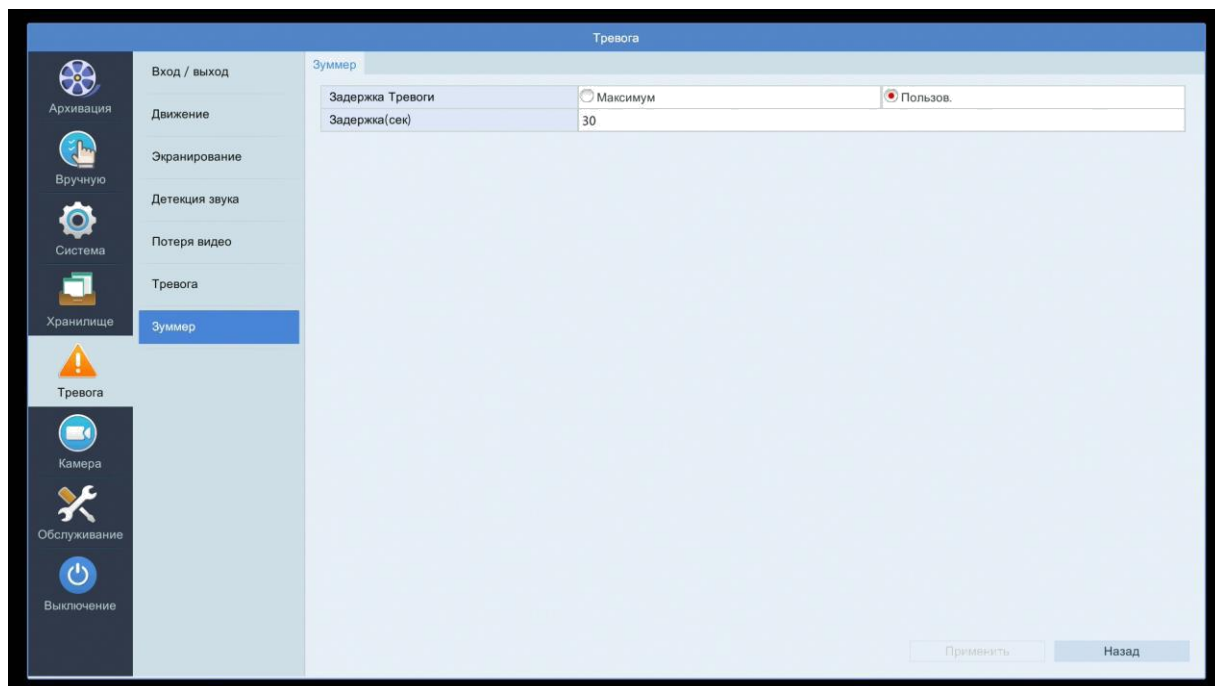 Тревога
Архивация
Вручную
Система
Хранилище
Тревога
Камера
Обслуживание
Выключение
Вход / выход
Движение
Экранирование
Детекция звука
Потеря видео
Тревога
Зуммер
Зуммер
Задержка Тревоги Максимум Пользов.
Задержка(сек) 30
Применить Назад